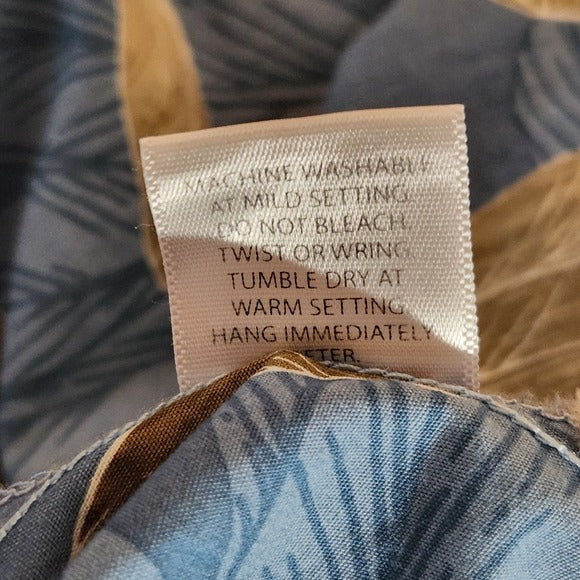 MACHINE WASHABLE
AT MILD SETTING.
DO NOT BLEACH.
TWIST OR WRING.
TUMBLE DRY AT
WARM SETTING
HANG IMMEDIATELY